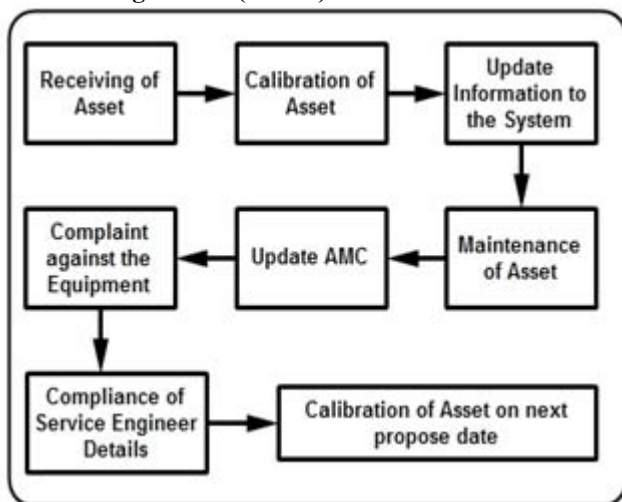 Receiving of
Asset
Calibration of
Asset
Update
Information to
the System
Complaint
against the
Equipment
Update AMC
Maintenance
of Asset
Compliance of
Service Engineer
Details
Calibration of Asset on next
propose date